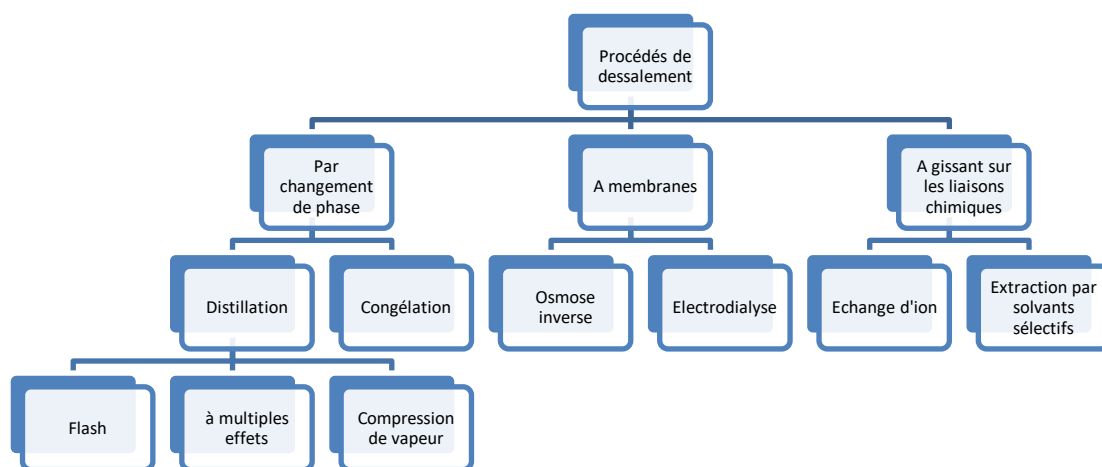 Procédés de
dessalement
Par
changement
de phase
A membranes
A gissant sur
les liaisons
chimiques
Distillation
Congélation
Osmose
inverse
Electrodialyse
Echange d'ion
Extraction par
solvants
sélectifs
Flash
à multiples
effets
Compression
de vapeur